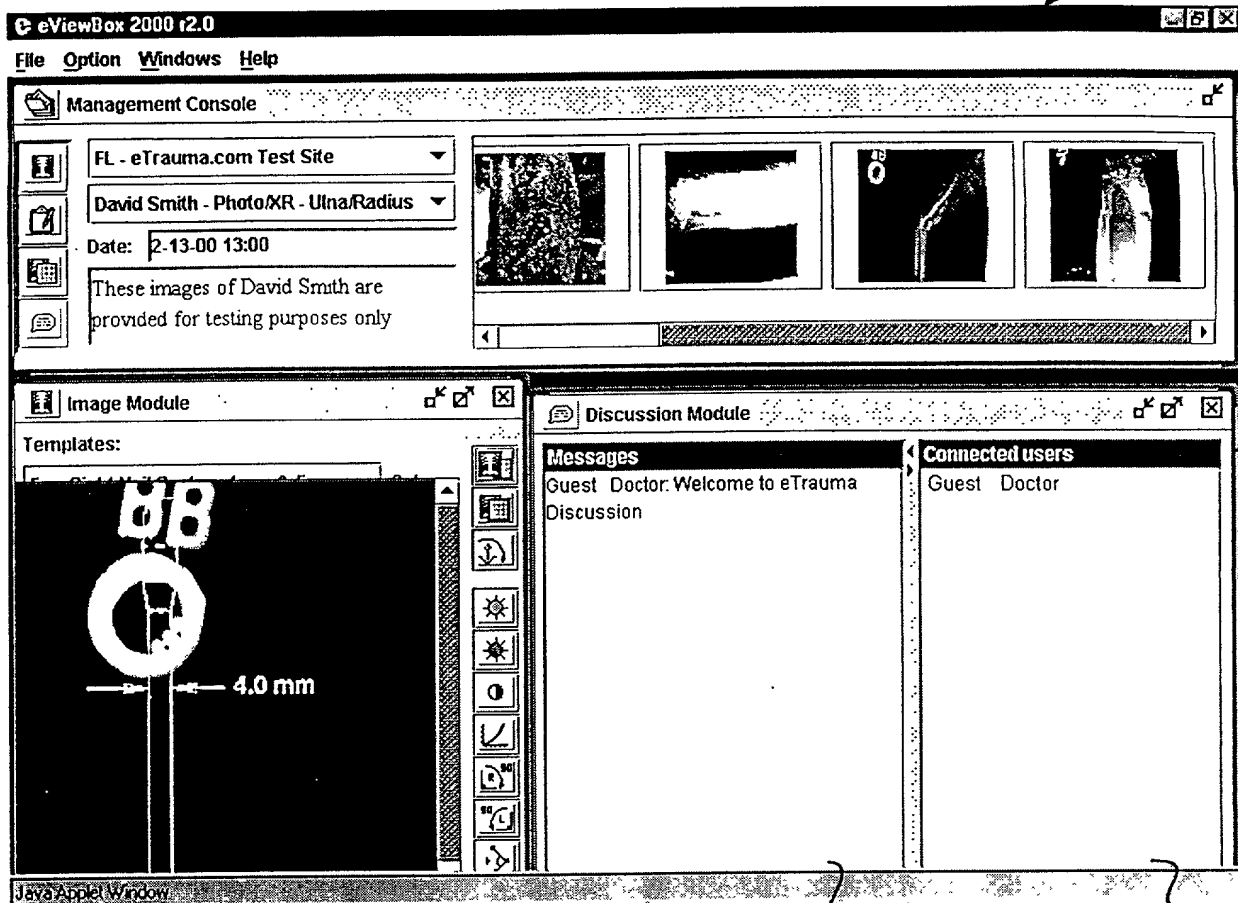 eViewBox 2000 r2.0
File Option Windows Help
Management Console
FL - eTrauma.com Test Site
David Smith - Photo/XR - Ulna/Radius
Date: 2-13-00 13:00
These images of David Smith are
provided for testing purposes only
Image Module
Templates:
4.0 mm
R 90
90 L
Discussion Module
Messages
Guest Doctor: Welcome to eTrauma
Discussion
Connected users
Guest Doctor
Java Applet Window